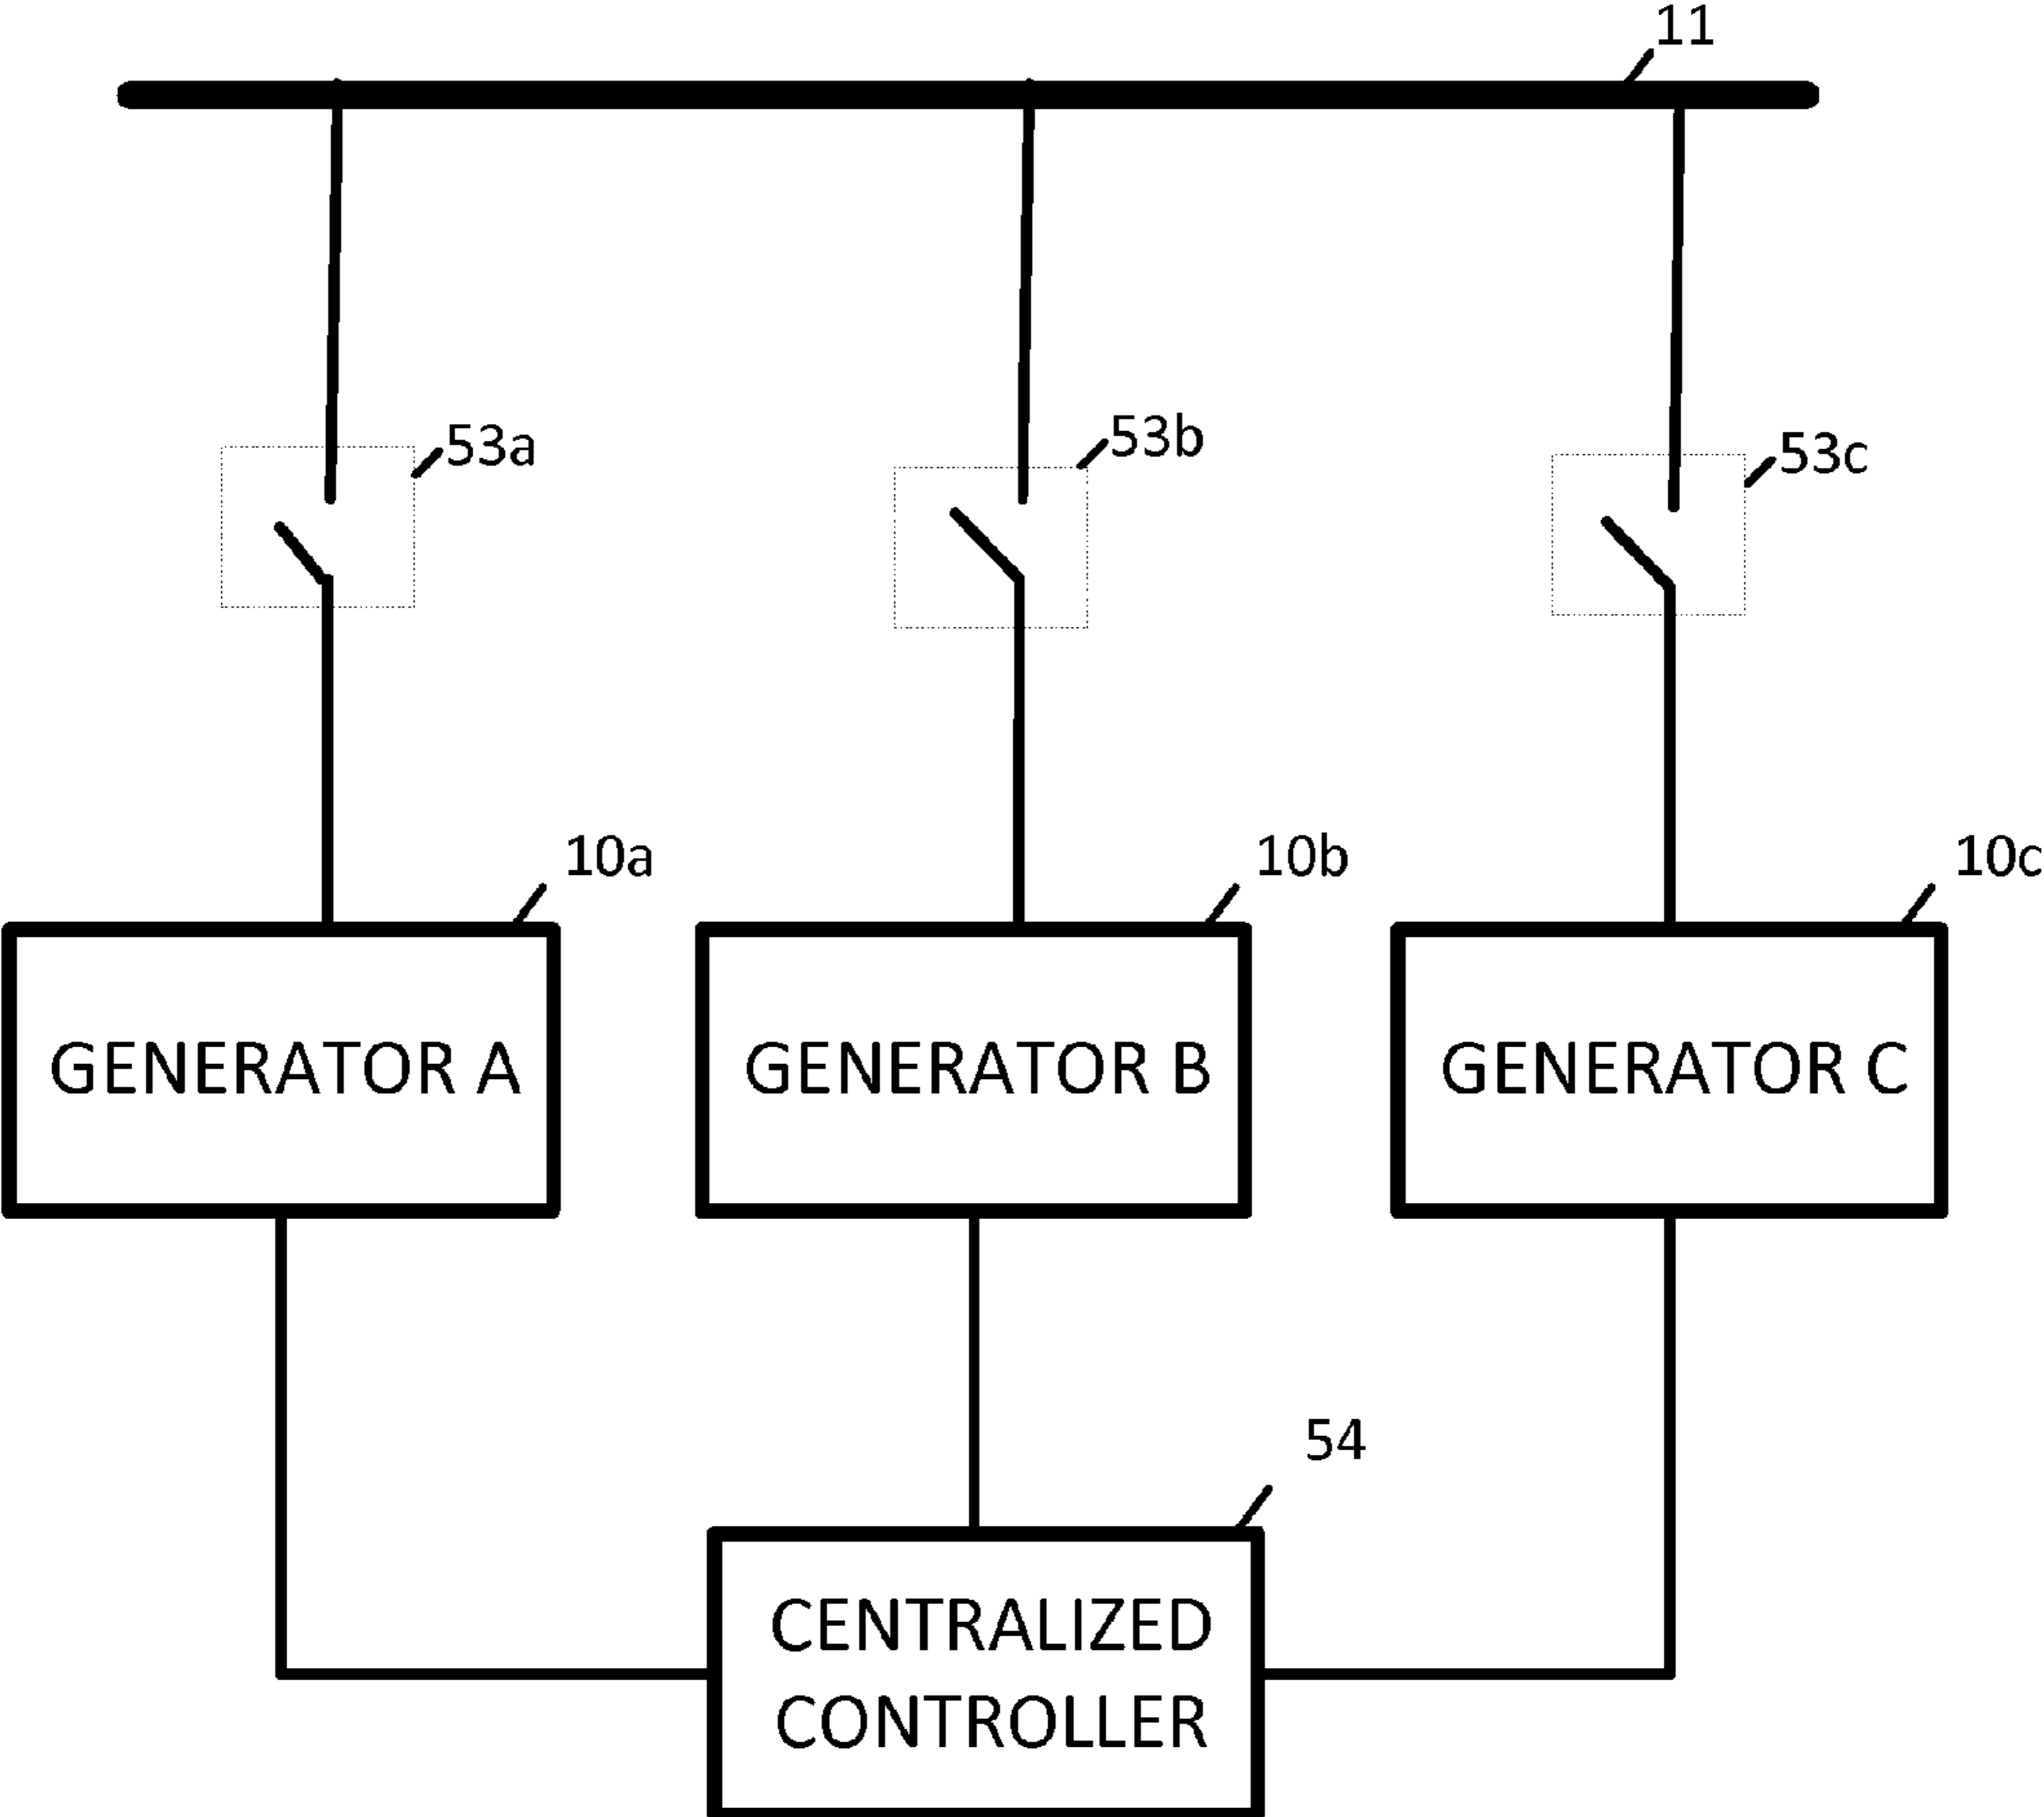 11
53a
53b
53c
10a
10b
10c
GENERATOR A
GENERATOR B
GENERATOR C
54
CENTRALIZED
CONTROLLER